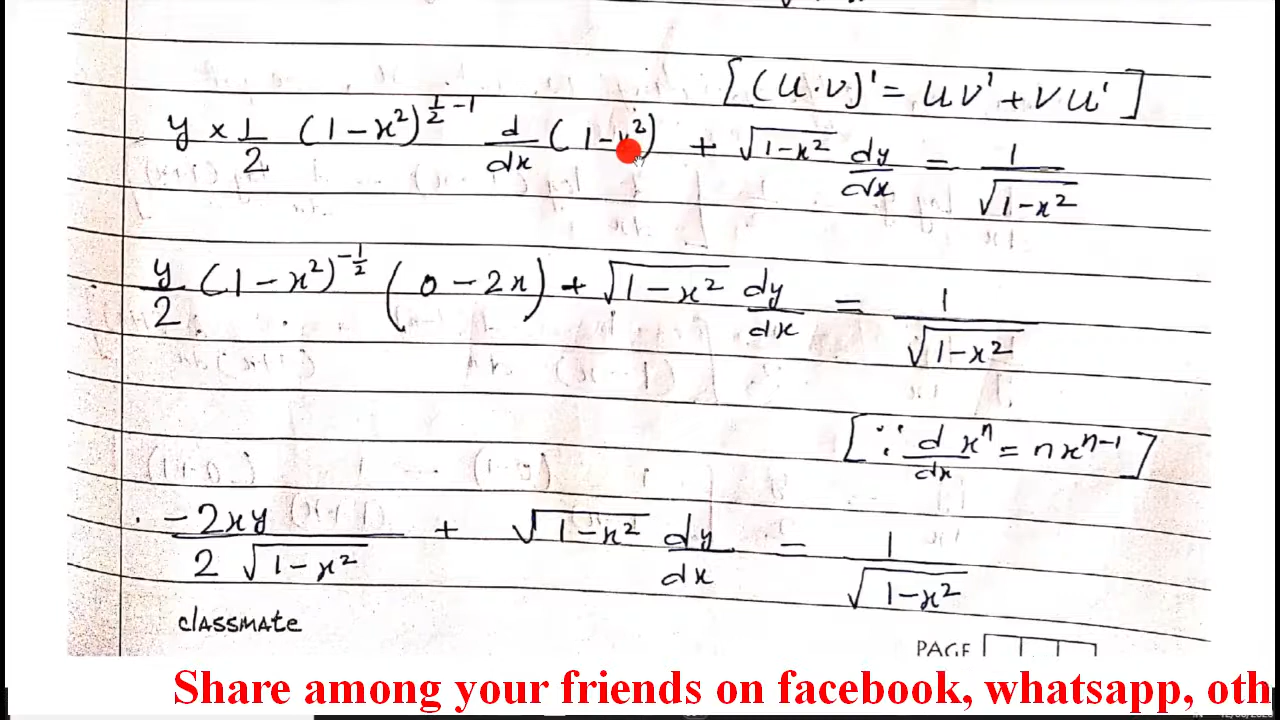 [(u·v)' = uv' + vu']
y × 1/2 (1-x²)^(1/2 -1) d/dx (1-x²) + √(1-x²) dy/dx = 1/√(1-x²)
y/2 (1-x²)^(-1/2) (0-2x) + √(1-x²) dy/dx = 1/√(1-x²)
[∵ d/dx xⁿ = nxⁿ⁻¹]
-2xy/2√(1-x²) + √(1-x²) dy/dx = 1/√(1-x²)
classmate
PAGE
Share among your friends on facebook, whatsapp, oth